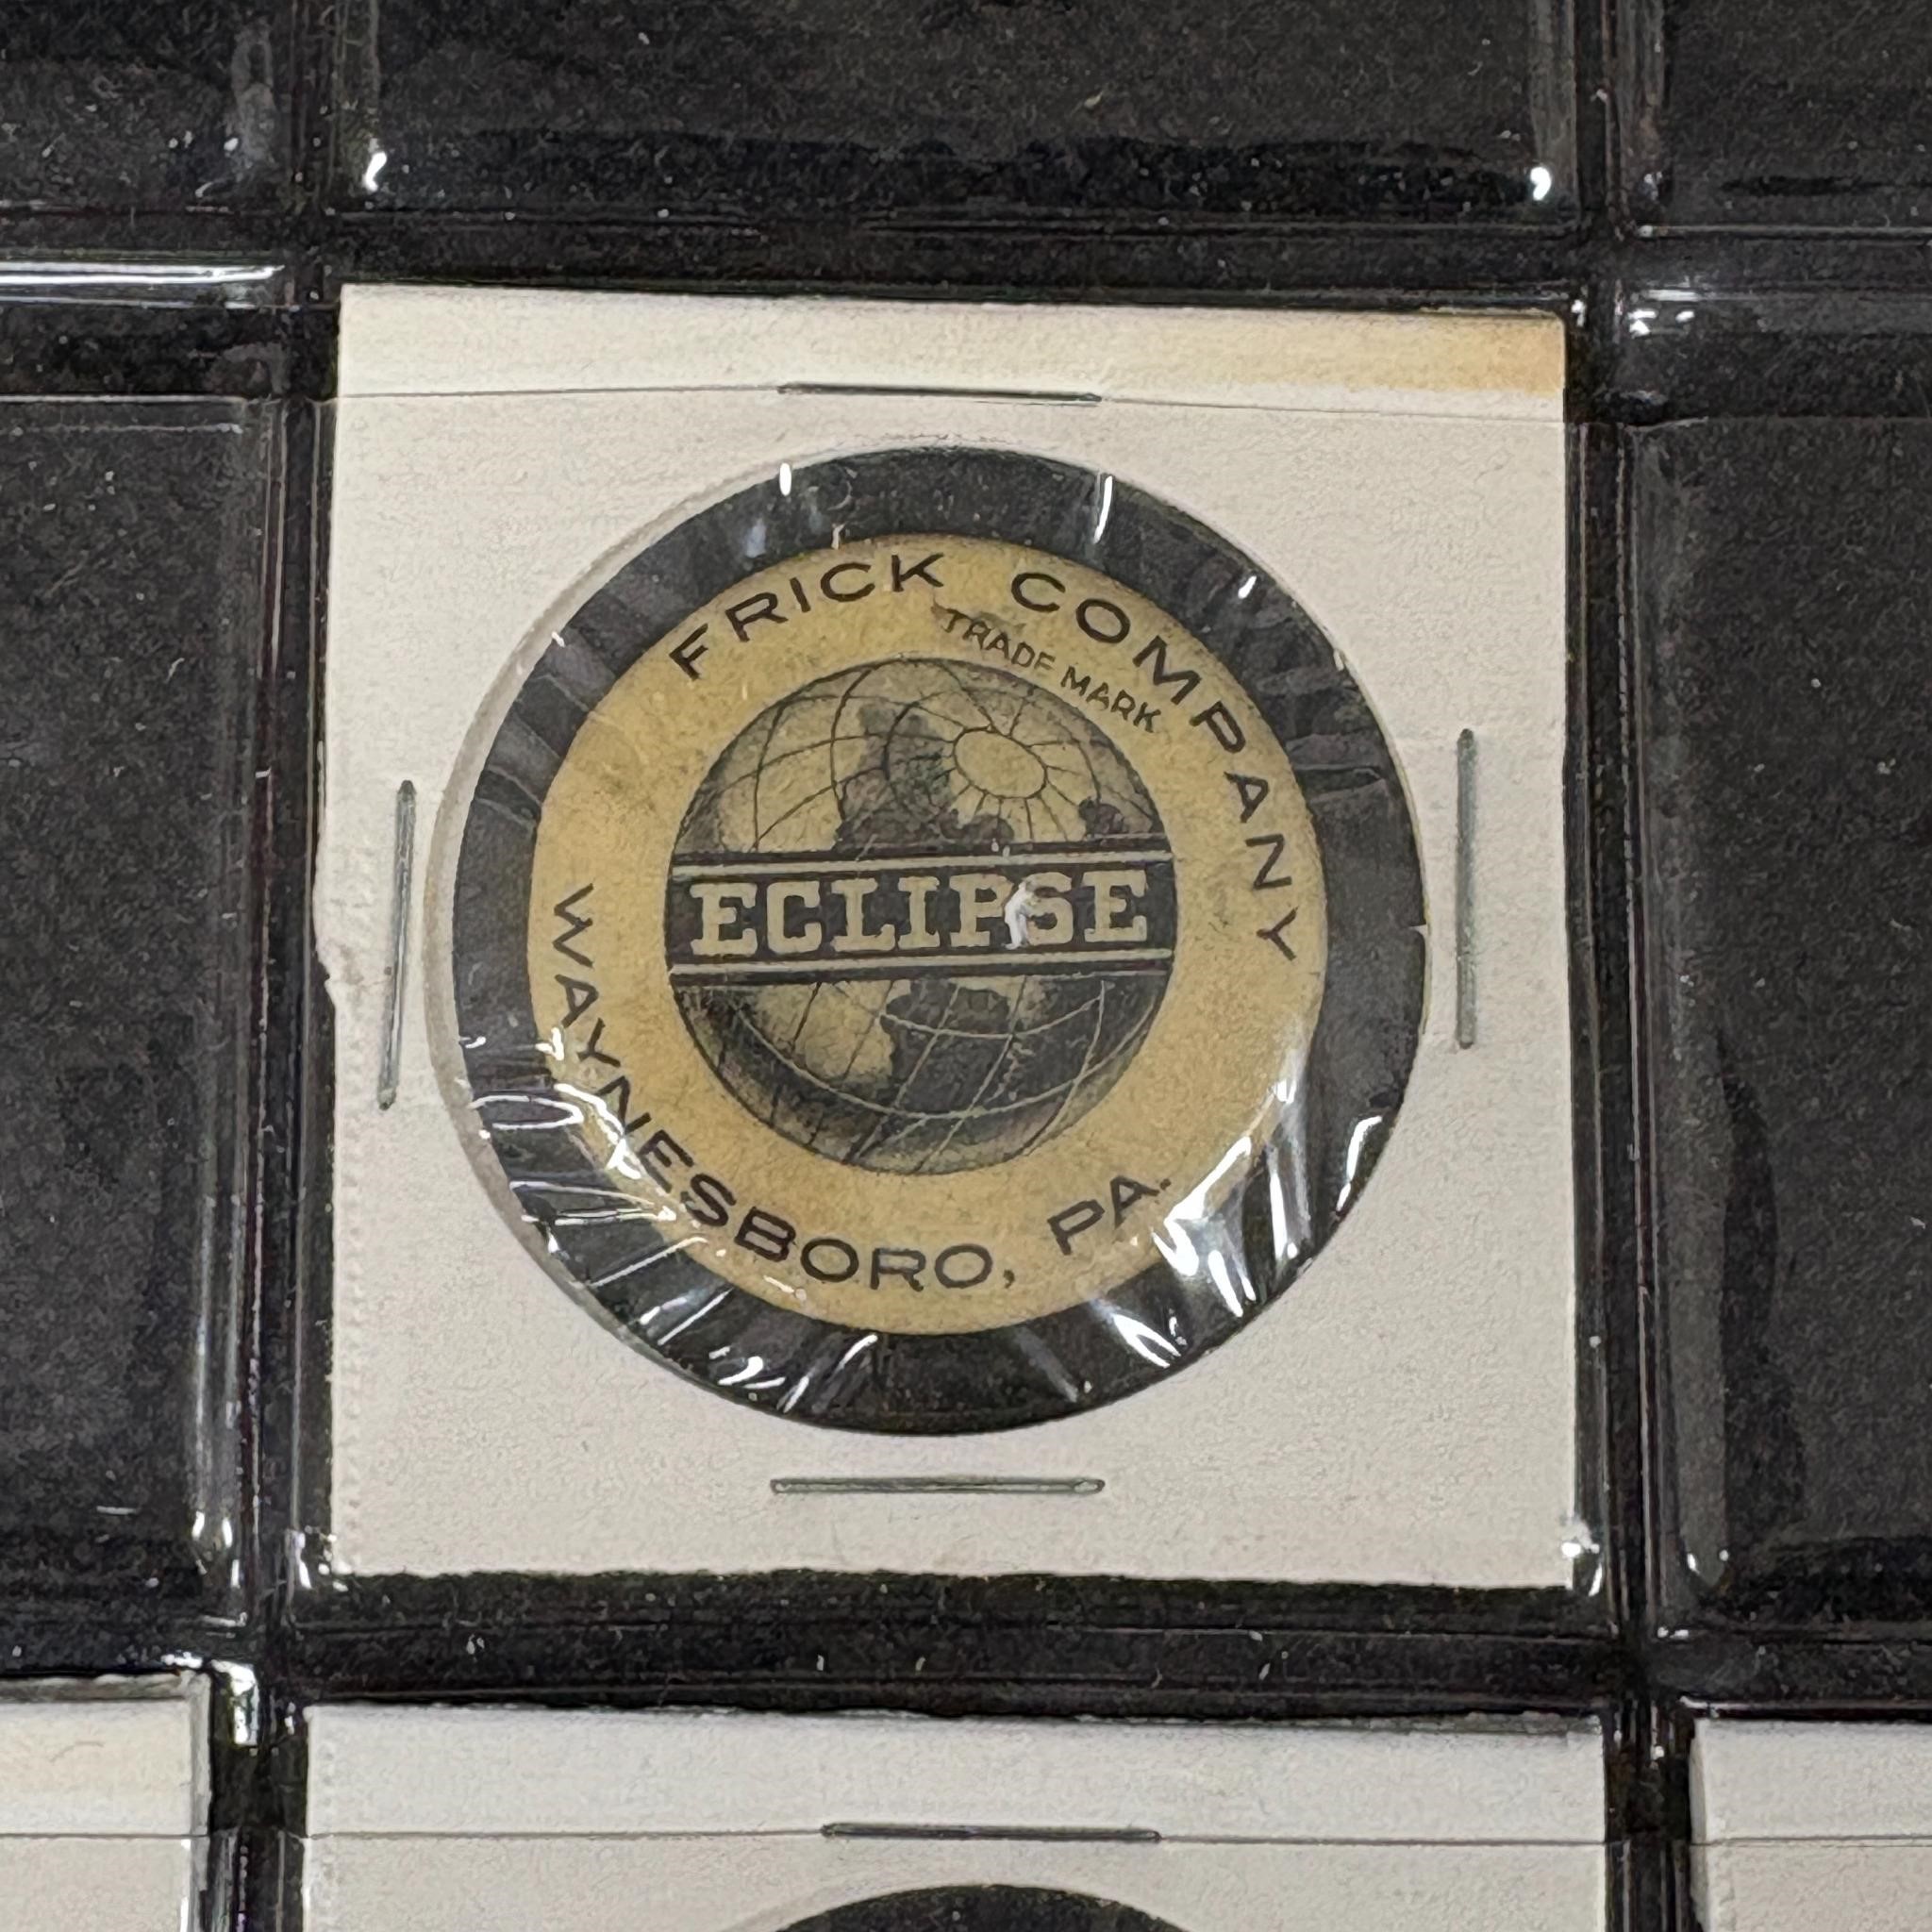 FRICK COMPANY
TRADE MARK
ECLIPSE
WAYNESBORO, PA.